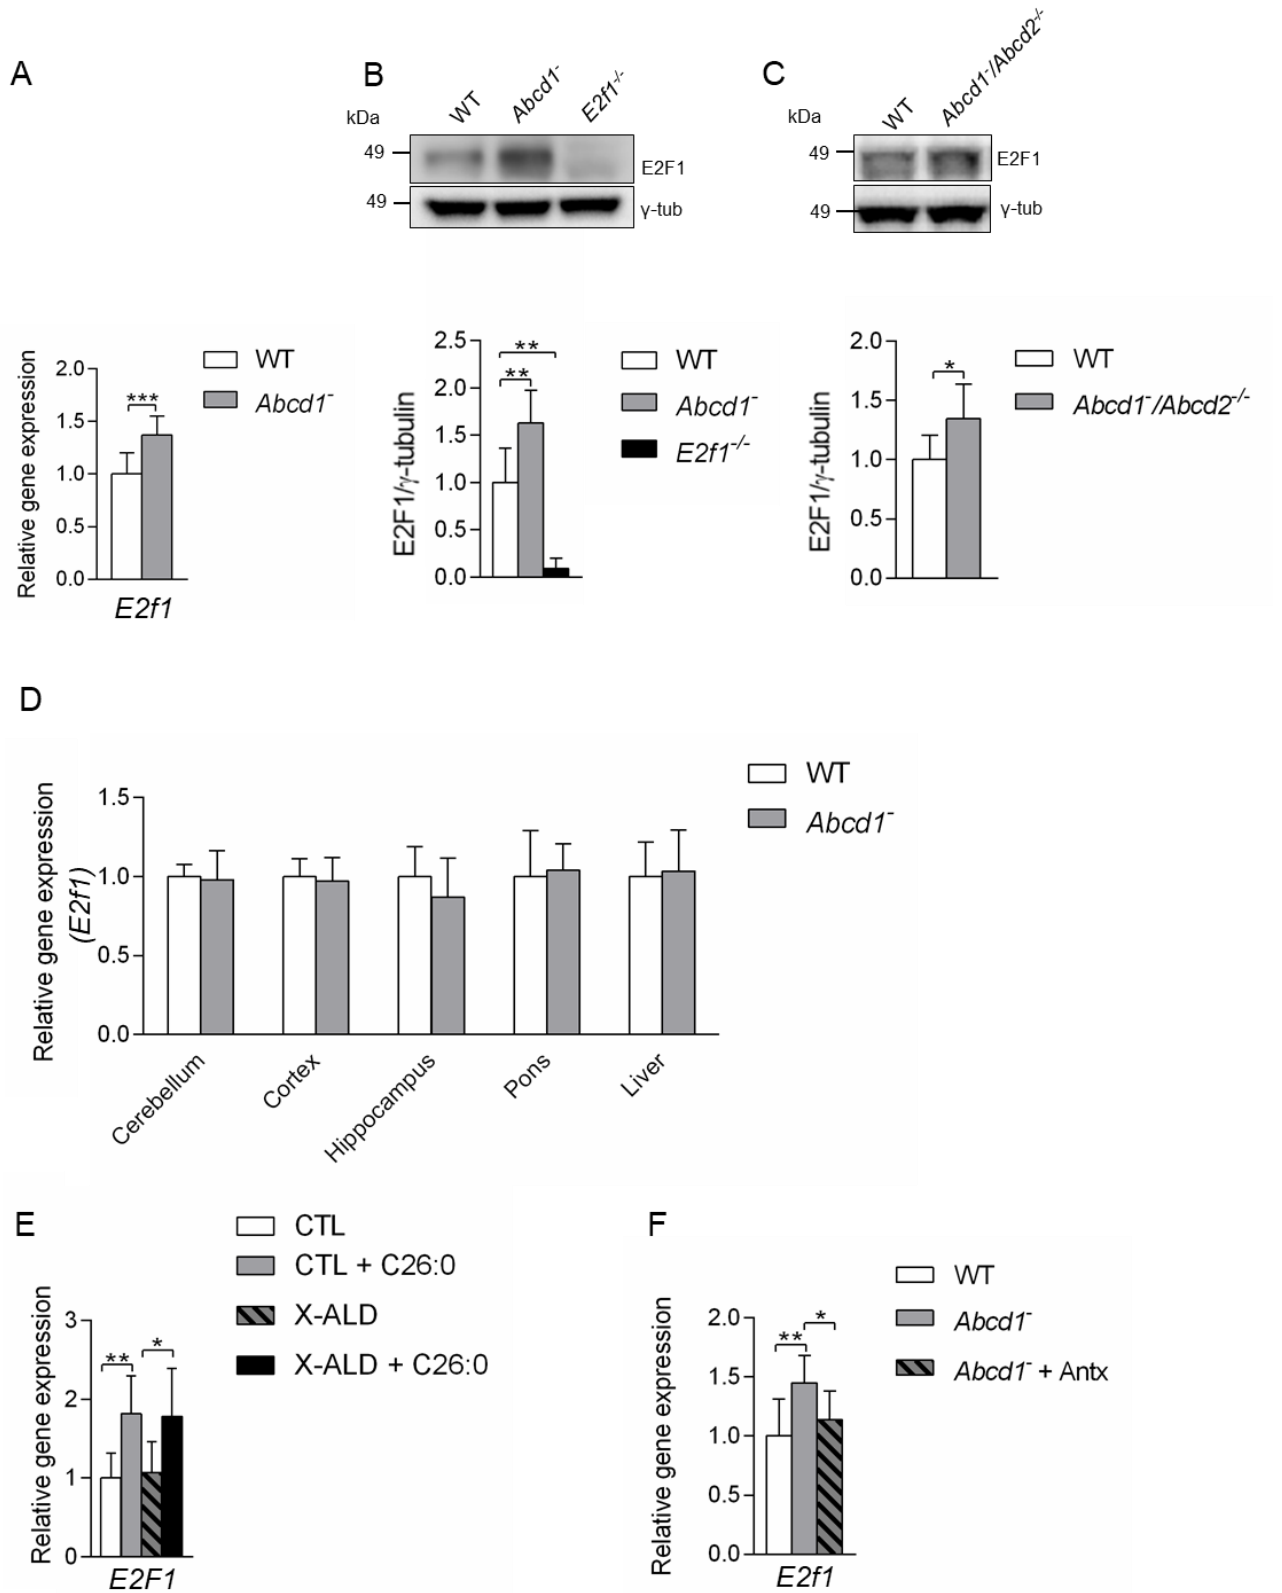 A
B
C
WT
Abcd1⁻
E2f1⁻/⁻
WT
Abcd1⁻/Abcd2⁻/⁻
kDa
49
E2F1
49
γ-tub
kDa
49
E2F1
49
γ-tub
Relative gene expression
2.0
1.5
1.0
0.5
0.0
***
E2f1
WT
Abcd1⁻
E2F1/γ-tubulin
2.5
2.0
1.5
1.0
0.5
0.0
**
**
WT
Abcd1⁻
E2f1⁻/⁻
E2F1/γ-tubulin
2.0
1.5
1.0
0.5
0.0
*
WT
Abcd1⁻/Abcd2⁻/⁻
D
Relative gene expression
(E2f1)
1.5
1.0
0.5
0.0
Cerebellum
Cortex
Hippocampus
Pons
Liver
WT
Abcd1⁻
E
CTL
CTL + C26:0
X-ALD
X-ALD + C26:0
Relative gene expression
3
2
1
0
**
*
E2F1
F
WT
Abcd1⁻
Abcd1⁻ + Antx
Relative gene expression
2.0
1.5
1.0
0.5
0.0
**
*
E2f1